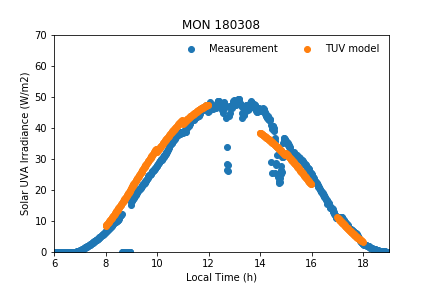 MON 180308
Measurement TUV model
Solar UVA Irradiance (W/m2)
70
60
50
40
30
20
10
0
6 8 10 12 14 16 18
Local Time (h)